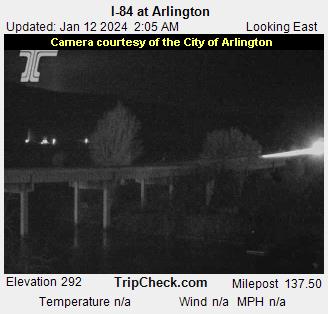 I-84 at Arlington
Updated: Jan 12 2024 2:05 AM Looking East
Camera courtesy of the City of Arlington
Elevation 292 TripCheck.com Milepost 137.50
Temperature n/a Wind n/a MPH n/a